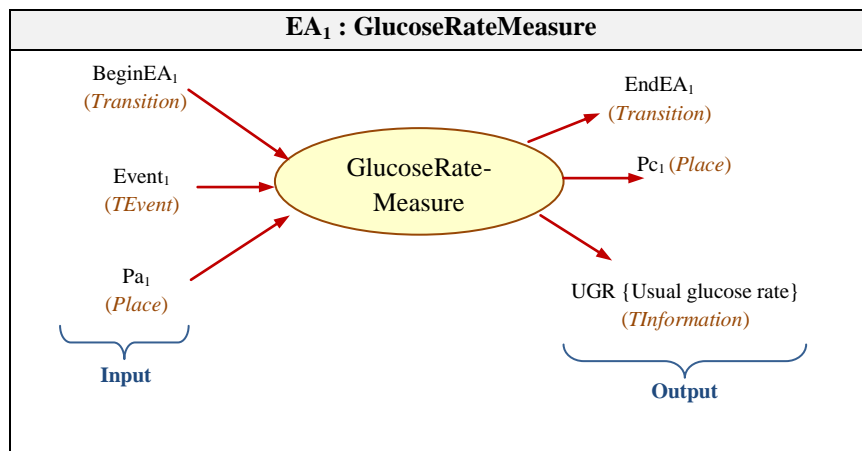 EA₁ : GlucoseRateMeasure
BeginEA₁
(Transition)
Event₁
(TEvent)
Pa₁
(Place)
Input
GlucoseRate-
Measure
EndEA₁
(Transition)
Pc₁ (Place)
UGR {Usual glucose rate}
(TInformation)
Output